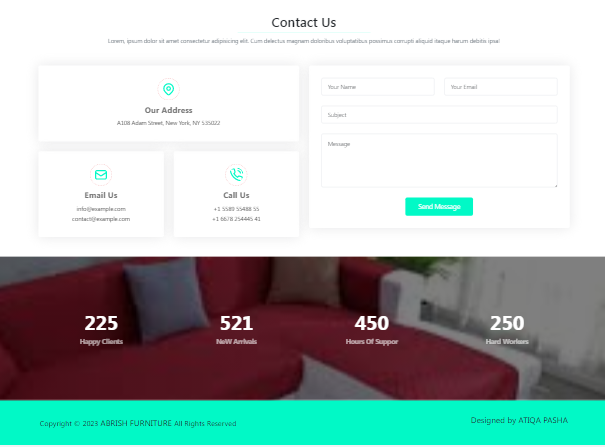 Contact Us
Lorem, ipsum dolor sit amet consectetur adipisicing elit. Cum delectus magnam doloribus voluptatibus possimus corrupti aliquid itaque harum debitis ipsa!
Our Address
A108 Adam Street, New York, NY 535022
Email Us
info@example.com
contact@example.com
Call Us
+1 5589 55488 55
+1 6678 254445 41
Your Name
Your Email
Subject
Message
Send Message
225
Happy Clients
521
NeW Arrivals
450
Hours Of Suppor
250
Hard Workers
Copyright © 2023 ABRISH FURNITURE All Rights Reserved
Designed by ATIQA PASHA